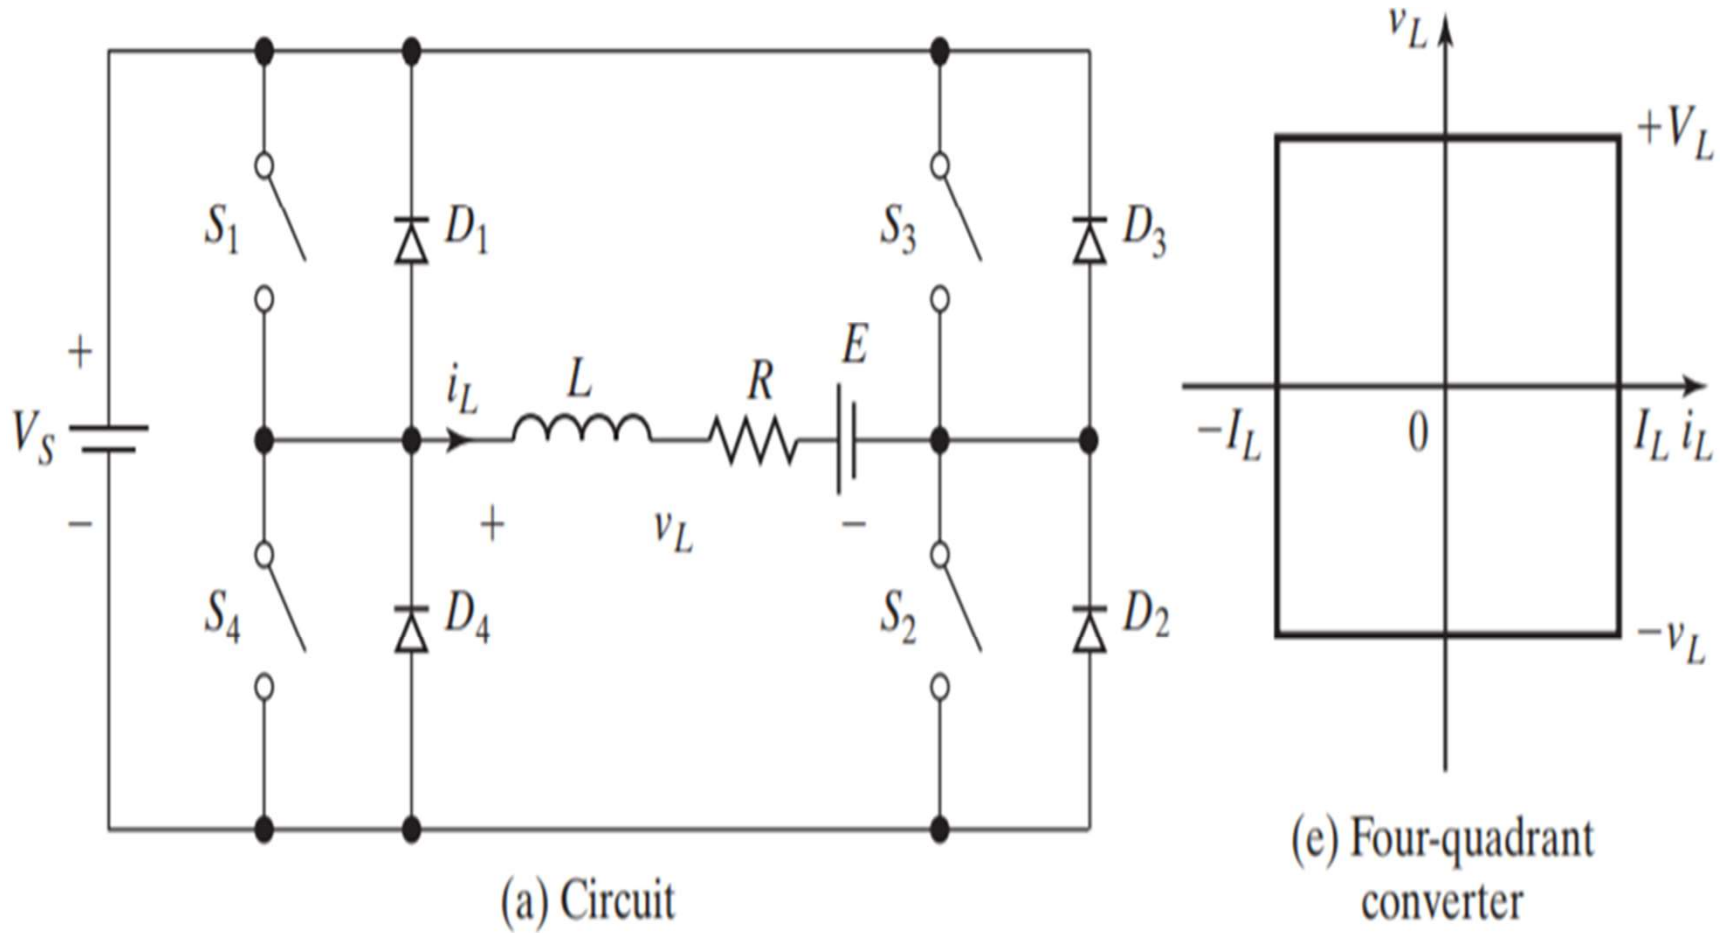 v_L
+V_L
S_1
D_1
S_3
D_3
+
E
i_L
L
R
V_S
−I_L
0
I_L i_L
−
+
v_L
−
S_4
D_4
S_2
D_2
−v_L
(a) Circuit
(e) Four-quadrant
converter